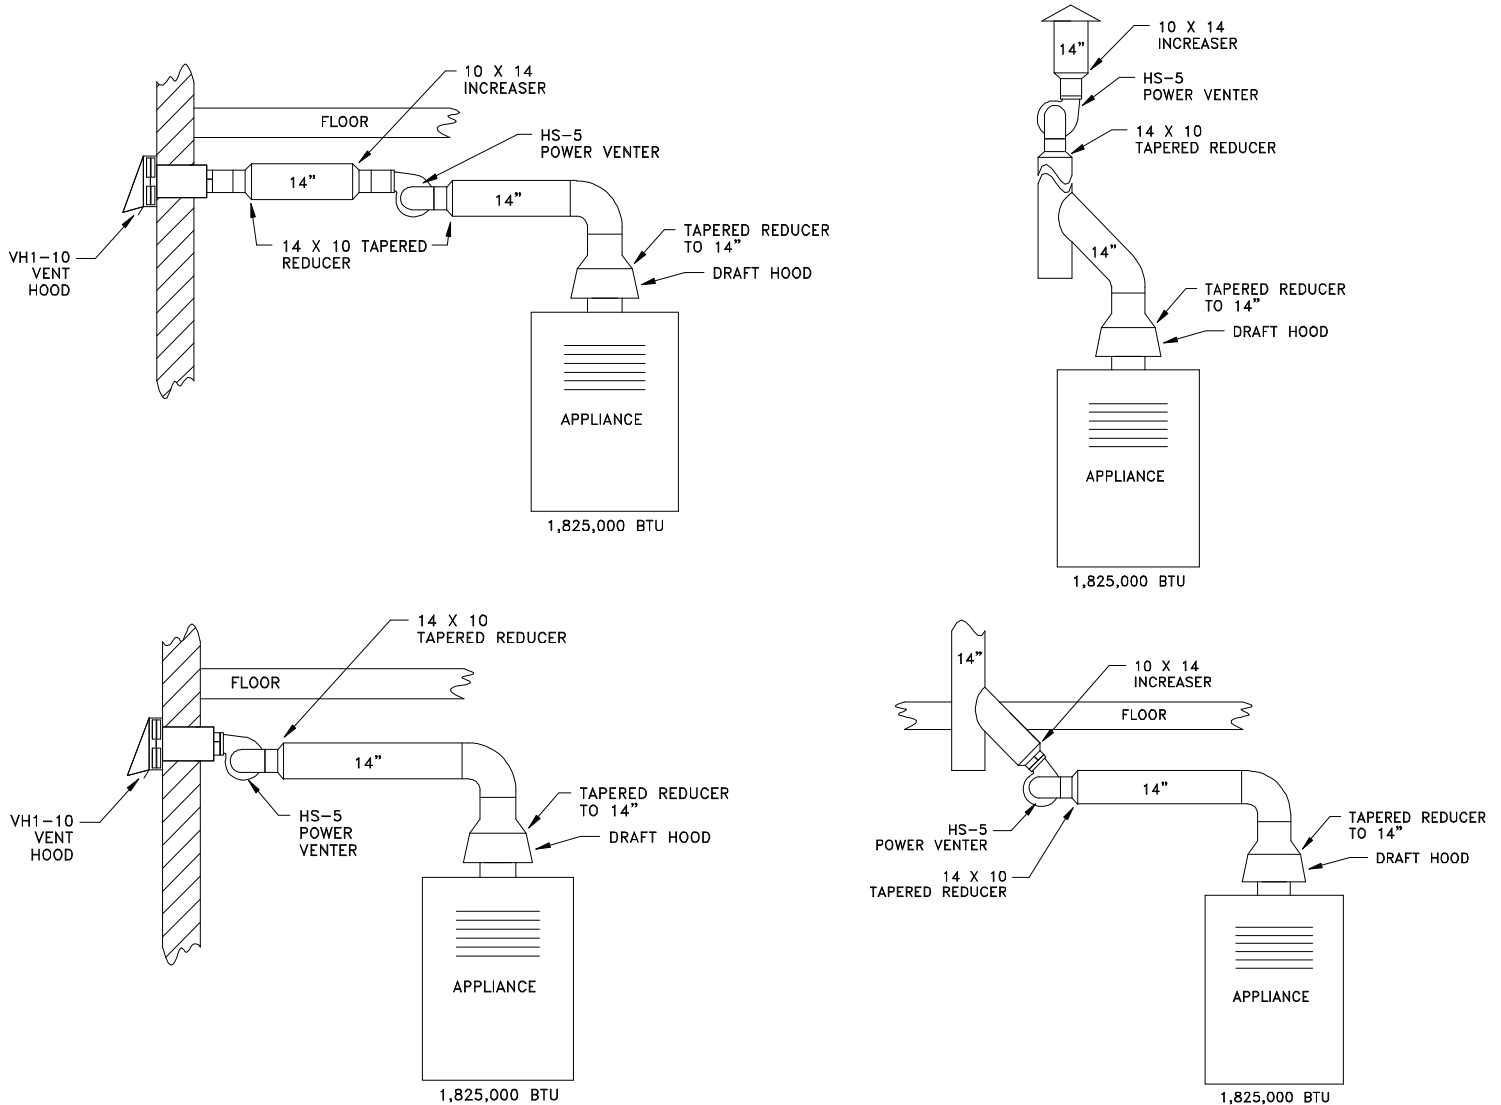 10 X 14
INCREASER
FLOOR
HS-5
POWER VENTER
14”
14”
14 X 10 TAPERED
REDUCER
TAPERED REDUCER
TO 14”
DRAFT HOOD
VH1-10
VENT
HOOD
APPLIANCE
1,825,000 BTU
10 X 14
INCREASER
14”
HS-5
POWER VENTER
14 X 10
TAPERED REDUCER
14”
TAPERED REDUCER
TO 14”
DRAFT HOOD
APPLIANCE
1,825,000 BTU
14 X 10
TAPERED REDUCER
FLOOR
14”
VH1-10
VENT
HOOD
HS-5
POWER
VENTER
TAPERED REDUCER
TO 14”
DRAFT HOOD
APPLIANCE
1,825,000 BTU
14”
10 X 14
INCREASER
FLOOR
14”
HS-5
POWER VENTER
14 X 10
TAPERED REDUCER
TAPERED REDUCER
TO 14”
DRAFT HOOD
APPLIANCE
1,825,000 BTU